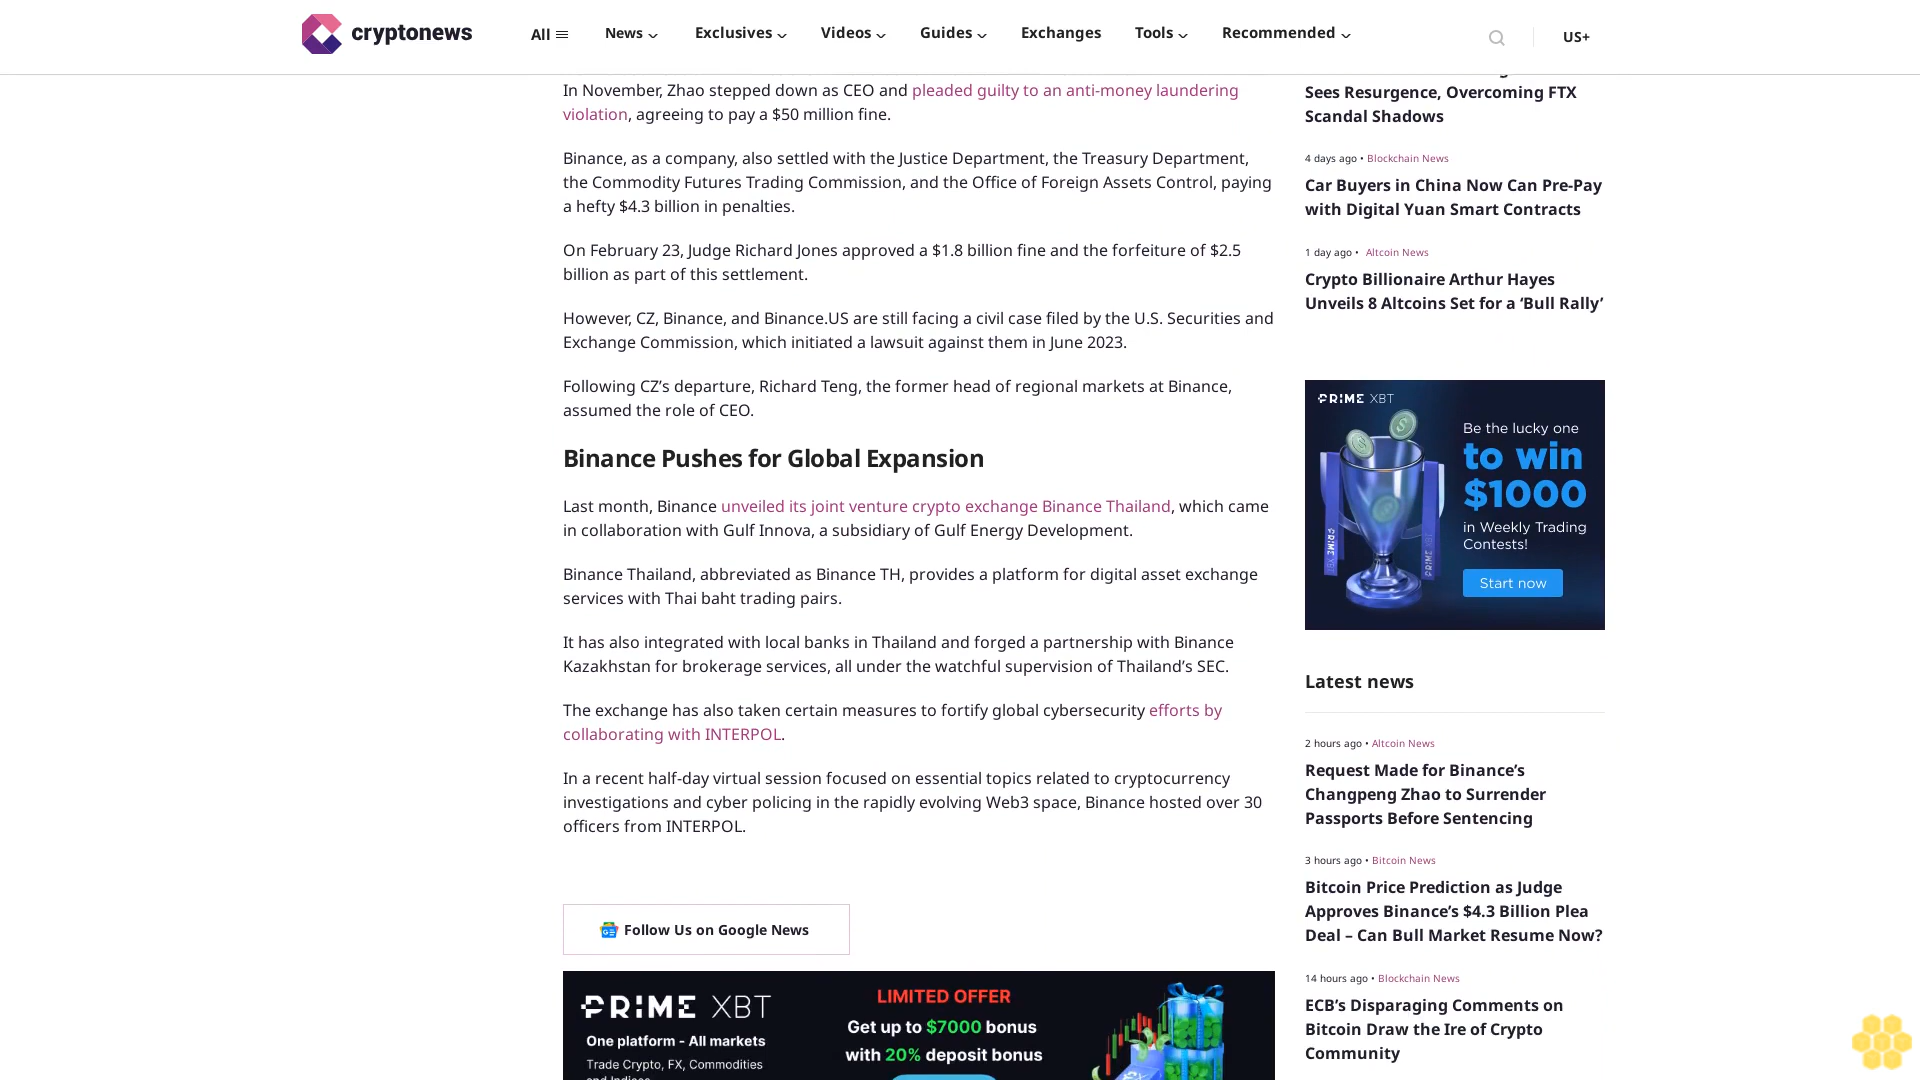 cryptonews
All
News
Exclusives
Videos
Guides
Exchanges
Tools
Recommended
US+
In November, Zhao stepped down as CEO and pleaded guilty to an anti-money laundering
violation, agreeing to pay a $50 million fine.
Binance, as a company, also settled with the Justice Department, the Treasury Department,
the Commodity Futures Trading Commission, and the Office of Foreign Assets Control, paying
a hefty $4.3 billion in penalties.
On February 23, Judge Richard Jones approved a $1.8 billion fine and the forfeiture of $2.5
billion as part of this settlement.
However, CZ, Binance, and Binance.US are still facing a civil case filed by the U.S. Securities and
Exchange Commission, which initiated a lawsuit against them in June 2023.
Following CZ’s departure, Richard Teng, the former head of regional markets at Binance,
assumed the role of CEO.
Binance Pushes for Global Expansion
Last month, Binance unveiled its joint venture crypto exchange Binance Thailand, which came
in collaboration with Gulf Innova, a subsidiary of Gulf Energy Development.
Binance Thailand, abbreviated as Binance TH, provides a platform for digital asset exchange
services with Thai baht trading pairs.
It has also integrated with local banks in Thailand and forged a partnership with Binance
Kazakhstan for brokerage services, all under the watchful supervision of Thailand’s SEC.
The exchange has also taken certain measures to fortify global cybersecurity efforts by
collaborating with INTERPOL.
In a recent half-day virtual session focused on essential topics related to cryptocurrency
investigations and cyber policing in the rapidly evolving Web3 space, Binance hosted over 30
officers from INTERPOL.
Follow Us on Google News
PRIME XBT
One platform - All markets
Trade Crypto, FX, Commodities
and Indices
LIMITED OFFER
Get up to $7000 bonus
with 20% deposit bonus
Sees Resurgence, Overcoming FTX
Scandal Shadows
4 days ago • Blockchain News
Car Buyers in China Now Can Pre-Pay
with Digital Yuan Smart Contracts
1 day ago • Altcoin News
Crypto Billionaire Arthur Hayes
Unveils 8 Altcoins Set for a ‘Bull Rally’
PRIME XBT
Be the lucky one
to win
$1000
in Weekly Trading
Contests!
Start now
PRIME XBT
PRIME XBT
Latest news
2 hours ago • Altcoin News
Request Made for Binance’s
Changpeng Zhao to Surrender
Passports Before Sentencing
3 hours ago • Bitcoin News
Bitcoin Price Prediction as Judge
Approves Binance’s $4.3 Billion Plea
Deal – Can Bull Market Resume Now?
14 hours ago • Blockchain News
ECB’s Disparaging Comments on
Bitcoin Draw the Ire of Crypto
Community